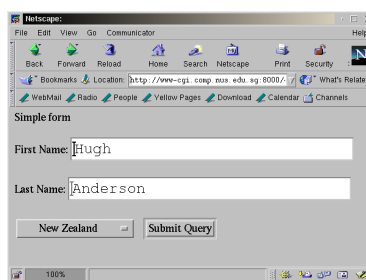 Netscape:
File Edit View Go Communicator Help
Back Forward Reload Home Search Netscape Print Security N
Bookmarks Location: http://www-cgi.comp.nus.edu.sg:8000/~ What's Relate
WebMail Radio People Yellow Pages Download Calendar Channels
Simple form
First Name: Hugh
Last Name: Anderson
New Zealand Submit Query
100%